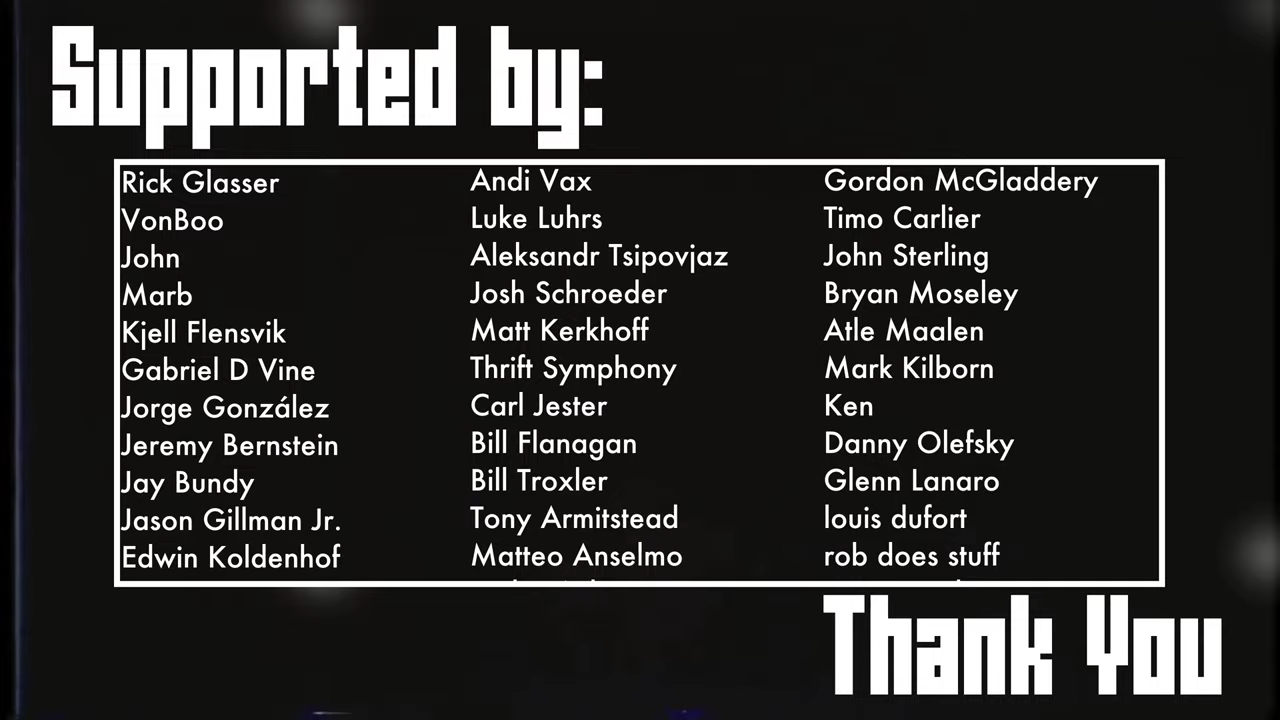 Supported by:
Rick Glasser
VonBoo
John
Marb
Kjell Flensvik
Gabriel D Vine
Jorge González
Jeremy Bernstein
Jay Bundy
Jason Gillman Jr.
Edwin Koldenhof
Andi Vax
Luke Luhrs
Aleksandr Tsipovjaz
Josh Schroeder
Matt Kerkhoff
Thrift Symphony
Carl Jester
Bill Flanagan
Bill Troxler
Tony Armitstead
Matteo Anselmo
Gordon McGladdery
Timo Carlier
John Sterling
Bryan Moseley
Atle Maalen
Mark Kilborn
Ken
Danny Olefsky
Glenn Lanaro
louis dufort
rob does stuff
Thank You